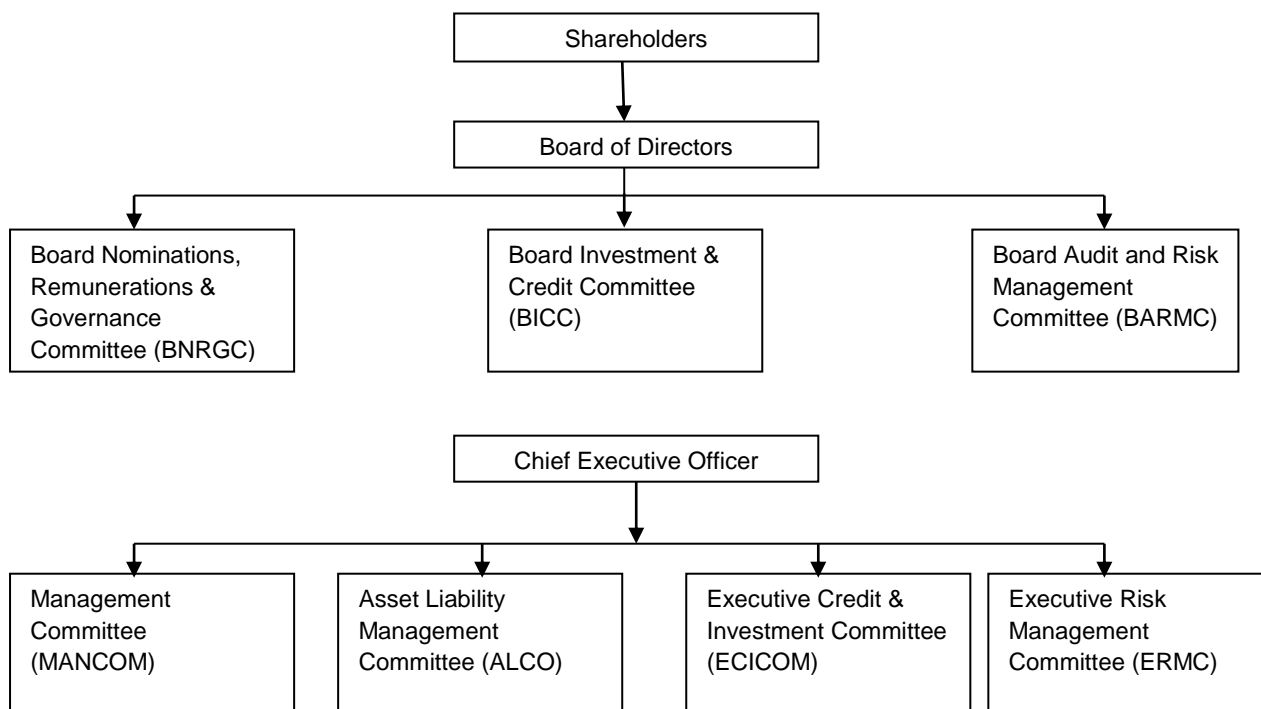 Shareholders
Board of Directors
Board Nominations,
Remunerations &
Governance
Committee (BNRGC)
Board Investment &
Credit Committee
(BICC)
Board Audit and Risk
Management
Committee (BARMC)
Chief Executive Officer
Management
Committee
(MANCOM)
Asset Liability
Management
Committee (ALCO)
Executive Credit &
Investment Committee
(ECICOM)
Executive Risk
Management
Committee (ERMC)